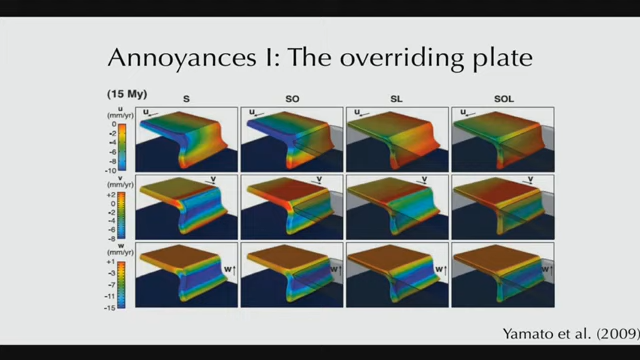 Annoyances I: The overriding plate
(15 My)
S SO SL SOL
u
(mm/yr)
0
-2
-4
-6
-8
-10
u u u u
v
(mm/yr)
+2
0
-2
-4
-6
-8
v v v v
w
(mm/yr)
+1
-3
-7
-11
-15
w w w w
Yamato et al. (2009)